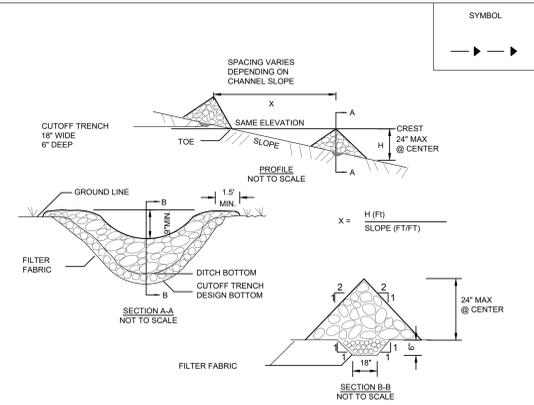 SYMBOL
SPACING VARIES
DEPENDING ON
CHANNEL SLOPE
X
A
CUTOFF TRENCH
18" WIDE
6" DEEP
SAME ELEVATION
CREST
24" MAX
@ CENTER
TOE
SLOPE
H
PROFILE
NOT TO SCALE
A
GROUND LINE
B
1.5'
MIN.
9"MIN.
X =
H (Ft)
SLOPE (FT/FT)
FILTER
FABRIC
DITCH BOTTOM
CUTOFF TRENCH
DESIGN BOTTOM
B
SECTION A-A
NOT TO SCALE
2
1
2
1
24" MAX
@ CENTER
1
1
1
1
6"
18"
FILTER FABRIC
SECTION B-B
NOT TO SCALE